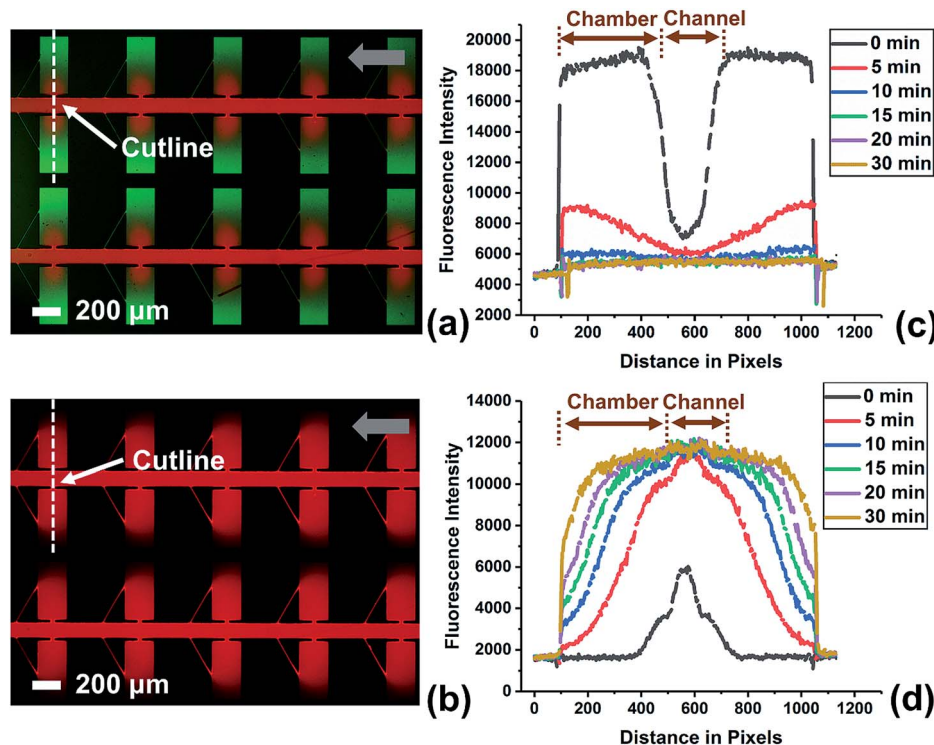 Cutline
200 µm
(a)
Chamber Channel
20000
18000
16000
14000
12000
10000
8000
6000
4000
2000
Fluorescence Intensity
0 200 400 600 800 1000 1200
Distance in Pixels
0 min
5 min
10 min
15 min
20 min
30 min
(c)
Cutline
200 µm
(b)
Chamber Channel
14000
12000
10000
8000
6000
4000
2000
0
Fluorescence Intensity
0 200 400 600 800 1000 1200
Distance in Pixels
0 min
5 min
10 min
15 min
20 min
30 min
(d)